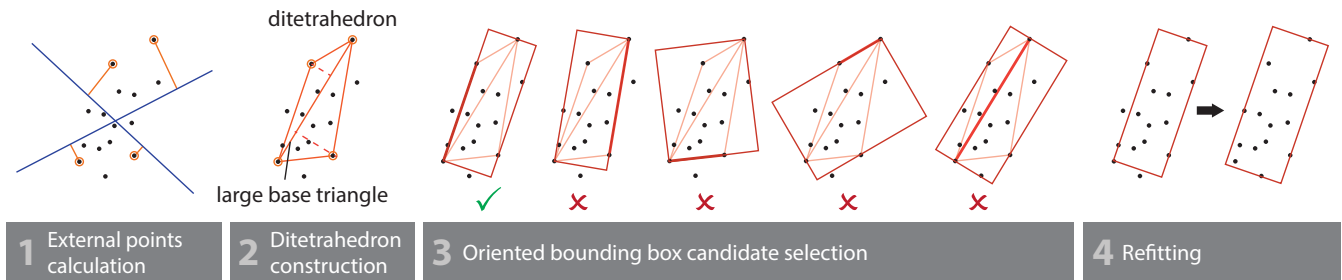 ditetrahedron
large base triangle
1 External points
calculation
2 Ditetrahedron
construction
3 Oriented bounding box candidate selection
4 Refitting